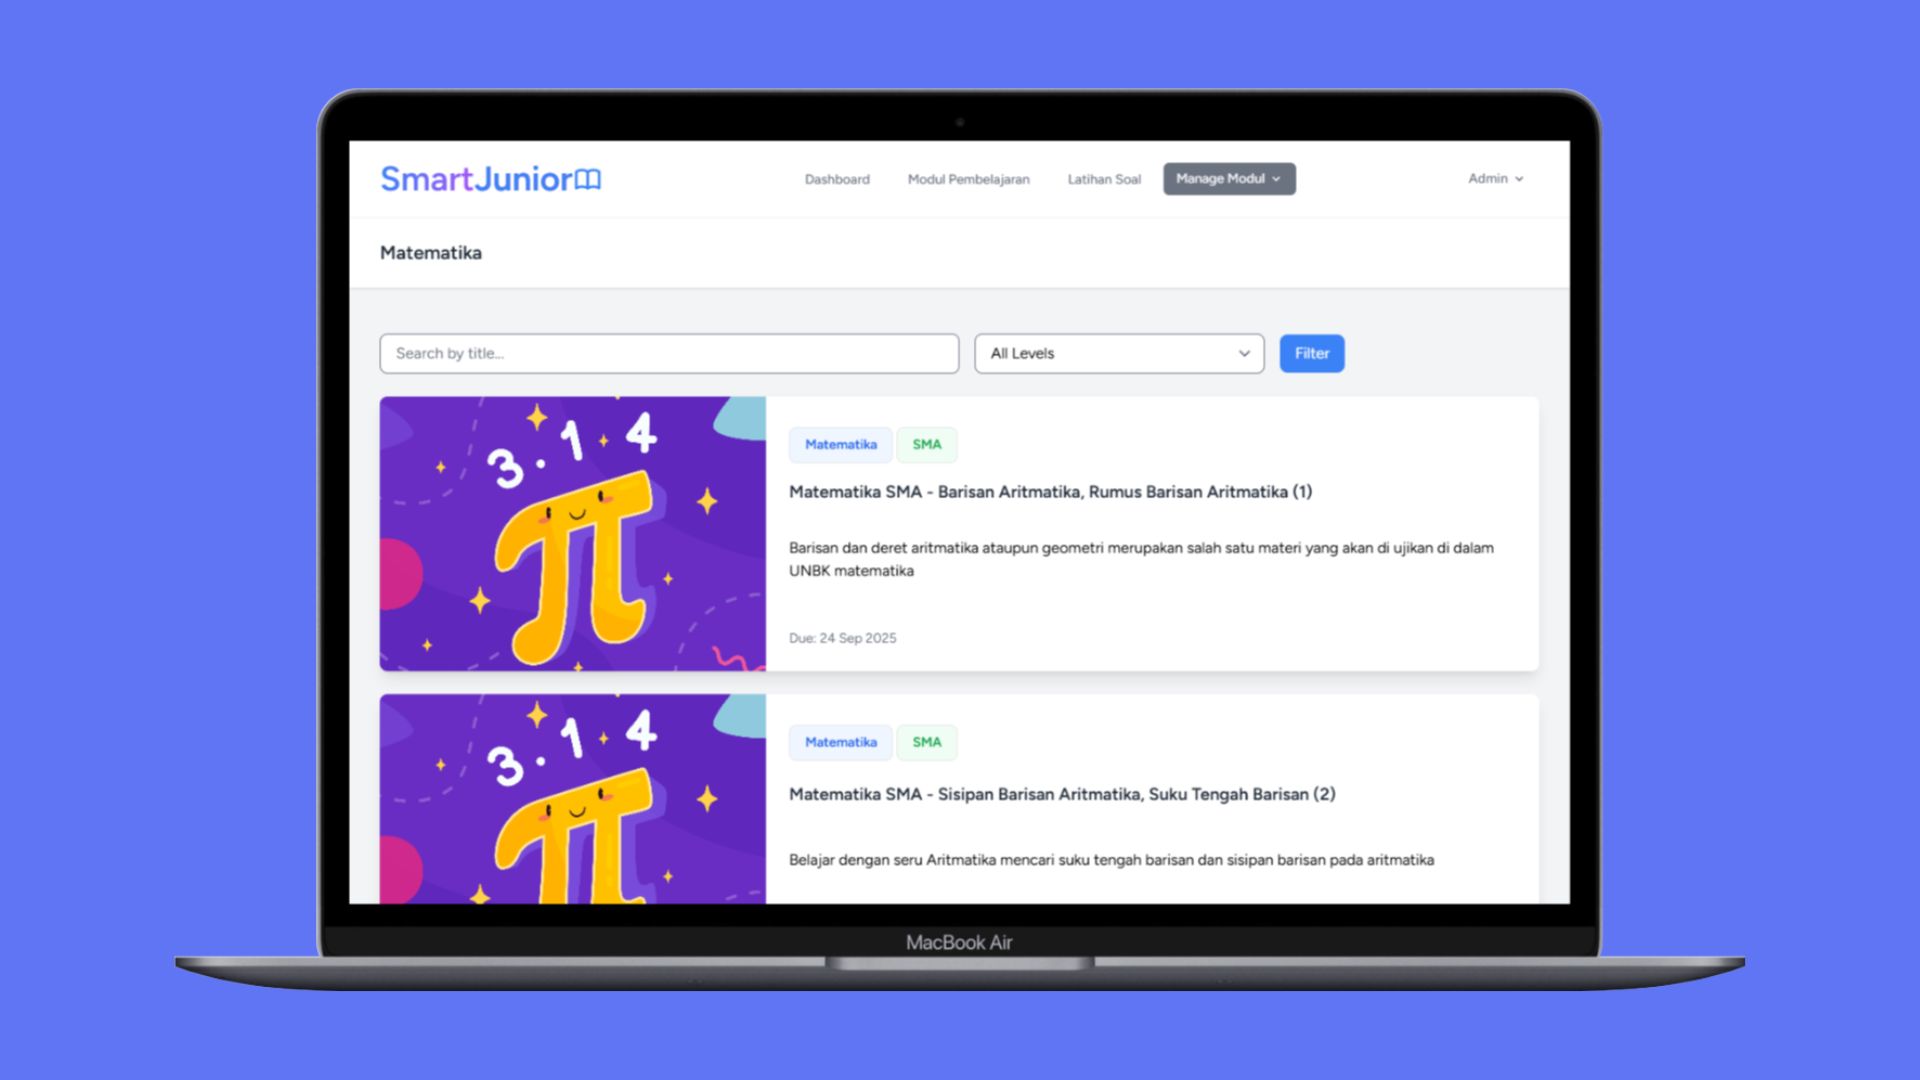 SmartJunior
Dashboard
Modul Pembelajaran
Latihan Soal
Manage Modul
Admin
Matematika
Search by title...
All Levels
Filter
3.14
Matematika
SMA
Matematika SMA - Barisan Aritmatika, Rumus Barisan Aritmatika (1)
Barisan dan deret aritmatika ataupun geometri merupakan salah satu materi yang akan di ujikan di dalam
UNBK matematika
Due: 24 Sep 2025
π
3.14
Matematika
SMA
Matematika SMA - Sisipan Barisan Aritmatika, Suku Tengah Barisan (2)
Belajar dengan seru Aritmatika mencari suku tengah barisan dan sisipan barisan pada aritmatika
π
MacBook Air